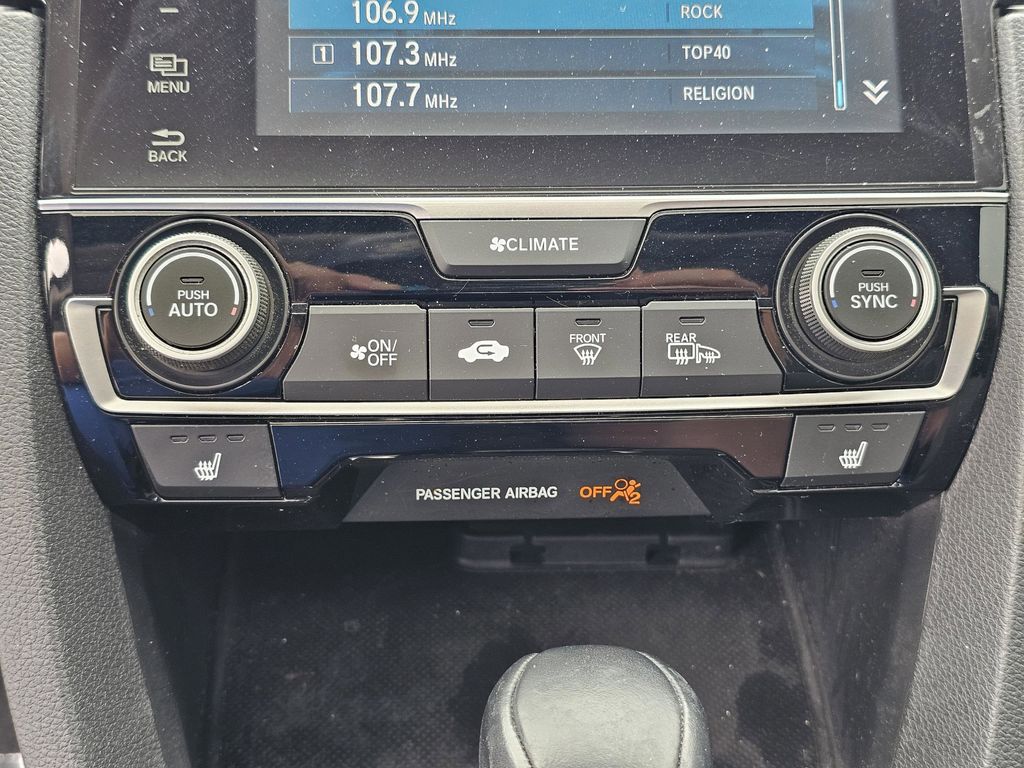 106.9 MHz ROCK
1 107.3 MHz TOP40
MENU
107.7 MHz RELIGION
BACK
CLIMATE
PUSH
AUTO
PUSH
SYNC
ON/
OFF
FRONT
REAR
PASSENGER AIRBAG OFF 2